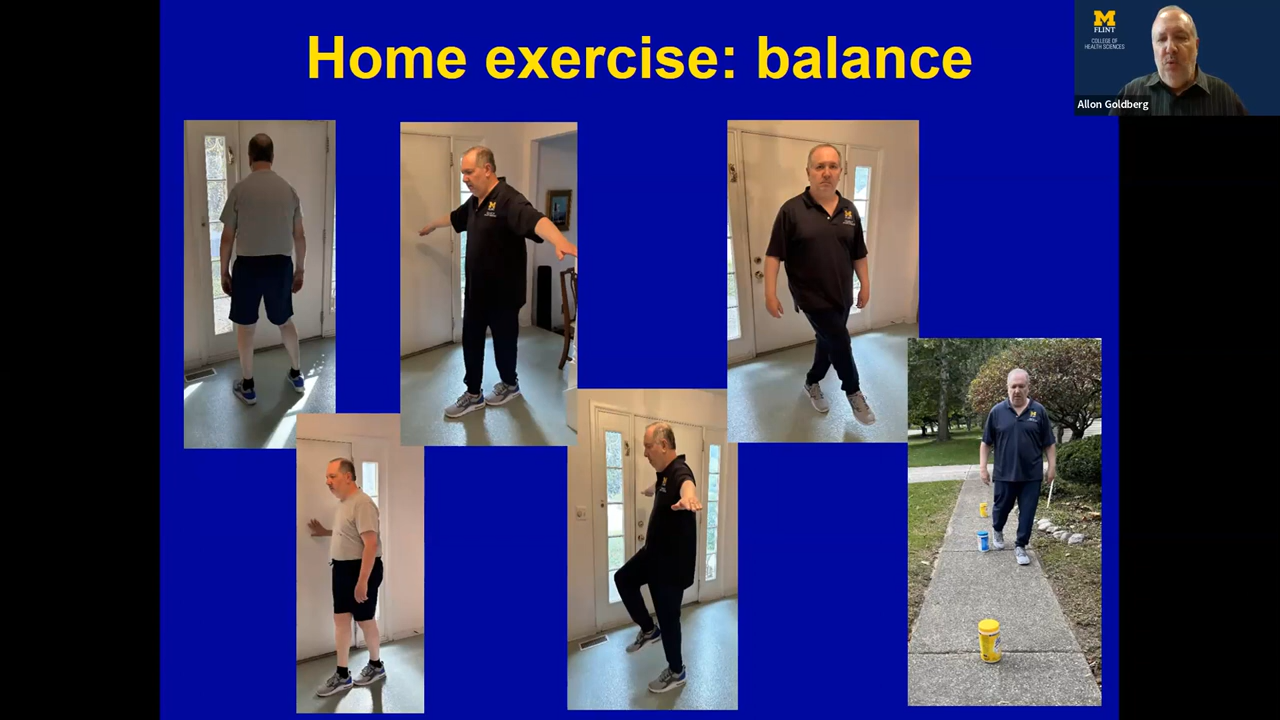 Home exercise: balance
M
FLINT
COLLEGE OF
HEALTH SCIENCES
Allon Goldberg